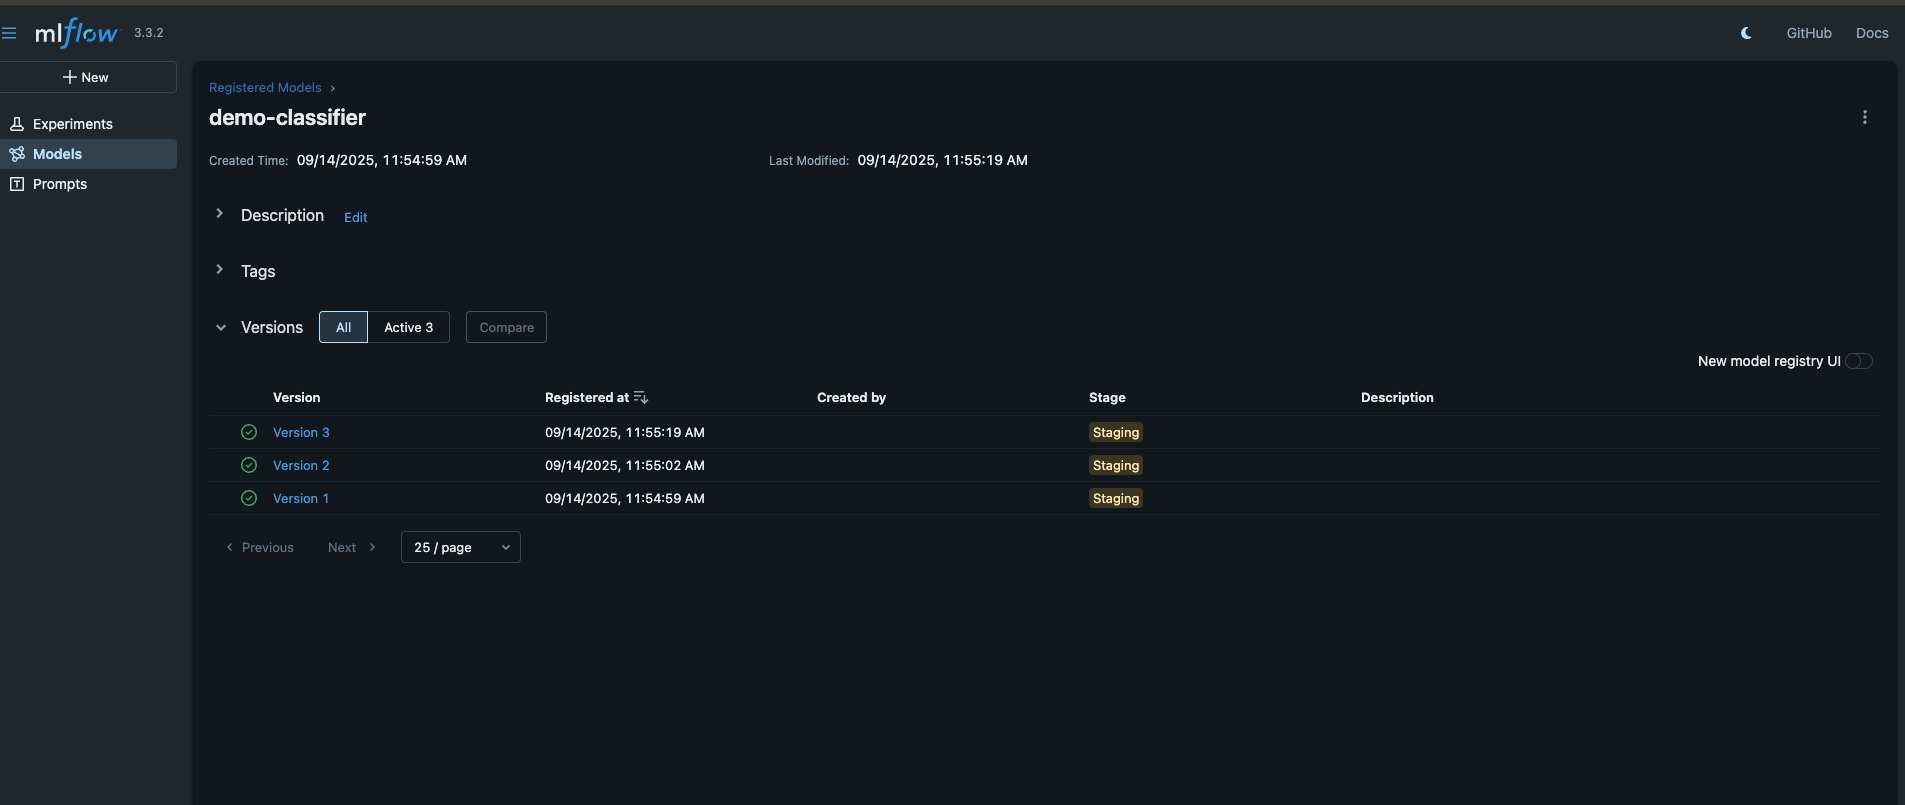 mlflow 3.3.2 GitHub Docs
New
Experiments
Models
Prompts
Registered Models
demo-classifier
Created Time: 09/14/2025, 11:54:59 AM Last Modified: 09/14/2025, 11:55:19 AM
Description Edit
Tags
Versions All Active 3 Compare
New model registry UI
Version Registered at Created by Stage Description
Version 3 09/14/2025, 11:55:19 AM Staging
Version 2 09/14/2025, 11:55:02 AM Staging
Version 1 09/14/2025, 11:54:59 AM Staging
Previous Next 25 / page